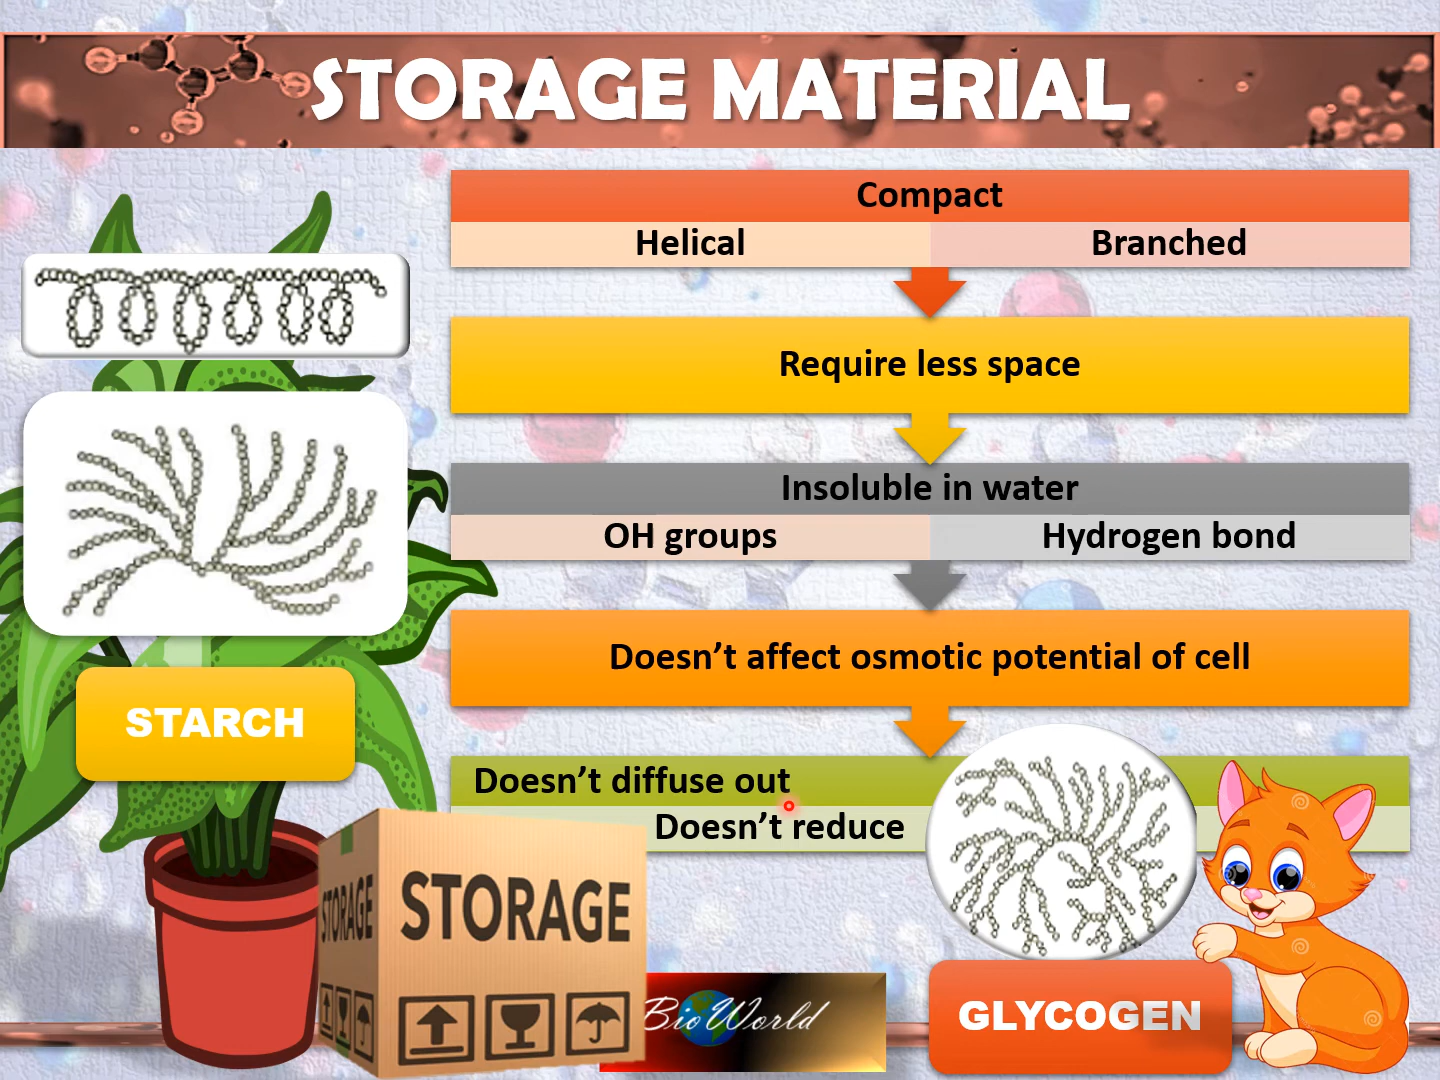 STORAGE MATERIAL
Compact
Helical
Branched
Require less space
Insoluble in water
OH groups
Hydrogen bond
Doesn't affect osmotic potential of cell
Doesn't diffuse out
Doesn't reduce
STARCH
STORAGE
STORAGE
BioWorld
GLYCOGEN